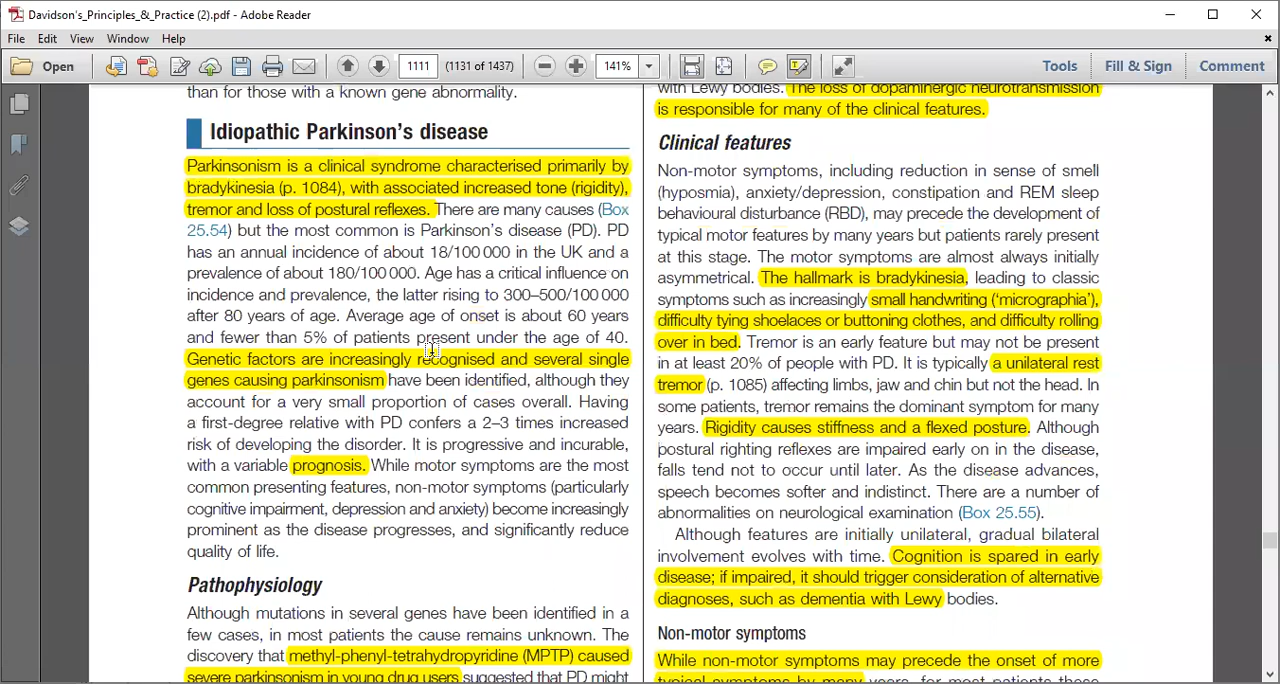 Davidson's_Principles_&_Practice (2).pdf - Adobe Reader
File Edit View Window Help
Open 1111 (1131 of 1437) 141% Tools Fill & Sign Comment
than for those with a known gene abnormality.
Idiopathic Parkinson's disease
Parkinsonism is a clinical syndrome characterised primarily by
bradykinesia (p. 1084), with associated increased tone (rigidity),
tremor and loss of postural reflexes. There are many causes (Box
25.54) but the most common is Parkinson's disease (PD). PD
has an annual incidence of about 18/100 000 in the UK and a
prevalence of about 180/100 000. Age has a critical influence on
incidence and prevalence, the latter rising to 300–500/100 000
after 80 years of age. Average age of onset is about 60 years
and fewer than 5% of patients present under the age of 40.
Genetic factors are increasingly recognised and several single
genes causing parkinsonism have been identified, although they
account for a very small proportion of cases overall. Having
a first-degree relative with PD confers a 2–3 times increased
risk of developing the disorder. It is progressive and incurable,
with a variable prognosis. While motor symptoms are the most
common presenting features, non-motor symptoms (particularly
cognitive impairment, depression and anxiety) become increasingly
prominent as the disease progresses, and significantly reduce
quality of life.
Pathophysiology
Although mutations in several genes have been identified in a
few cases, in most patients the cause remains unknown. The
discovery that methyl-phenyl-tetrahydropyridine (MPTP) caused
severe parkinsonism in young drug users suggested that PD might
with Lewy bodies. The loss of dopaminergic neurotransmission
is responsible for many of the clinical features.
Clinical features
Non-motor symptoms, including reduction in sense of smell
(hyposmia), anxiety/depression, constipation and REM sleep
behavioural disturbance (RBD), may precede the development of
typical motor features by many years but patients rarely present
at this stage. The motor symptoms are almost always initially
asymmetrical. The hallmark is bradykinesia, leading to classic
symptoms such as increasingly small handwriting ('micrographia'),
difficulty tying shoelaces or buttoning clothes, and difficulty rolling
over in bed. Tremor is an early feature but may not be present
in at least 20% of people with PD. It is typically a unilateral rest
tremor (p. 1085) affecting limbs, jaw and chin but not the head. In
some patients, tremor remains the dominant symptom for many
years. Rigidity causes stiffness and a flexed posture. Although
postural righting reflexes are impaired early on in the disease,
falls tend not to occur until later. As the disease advances,
speech becomes softer and indistinct. There are a number of
abnormalities on neurological examination (Box 25.55).
Although features are initially unilateral, gradual bilateral
involvement evolves with time. Cognition is spared in early
disease; if impaired, it should trigger consideration of alternative
diagnoses, such as dementia with Lewy bodies.
Non-motor symptoms
While non-motor symptoms may precede the onset of more
typical symptoms by many years, for most patients these